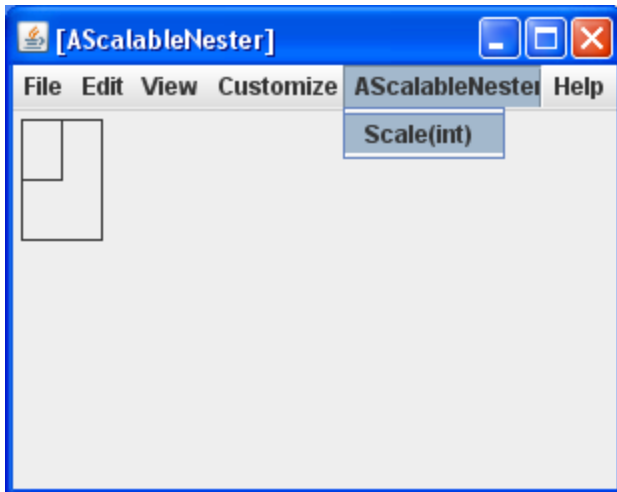 [AScalableNester]
File Edit View Customize AScalableNester Help
Scale(int)